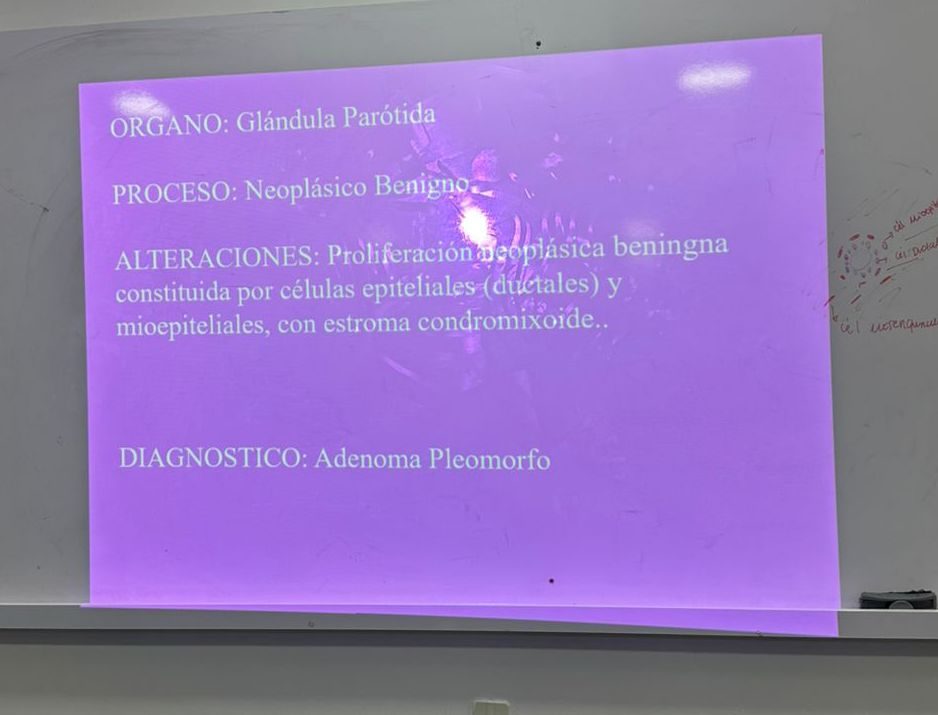 ORGANO: Glándula Parótida
PROCESO: Neoplásico Benigno
ALTERACIONES: Proliferación neoplásica beningna
constituida por células epiteliales (ductales) y
mioepiteliales, con estroma condromixoide..
DIAGNOSTICO: Adenoma Pleomorfo